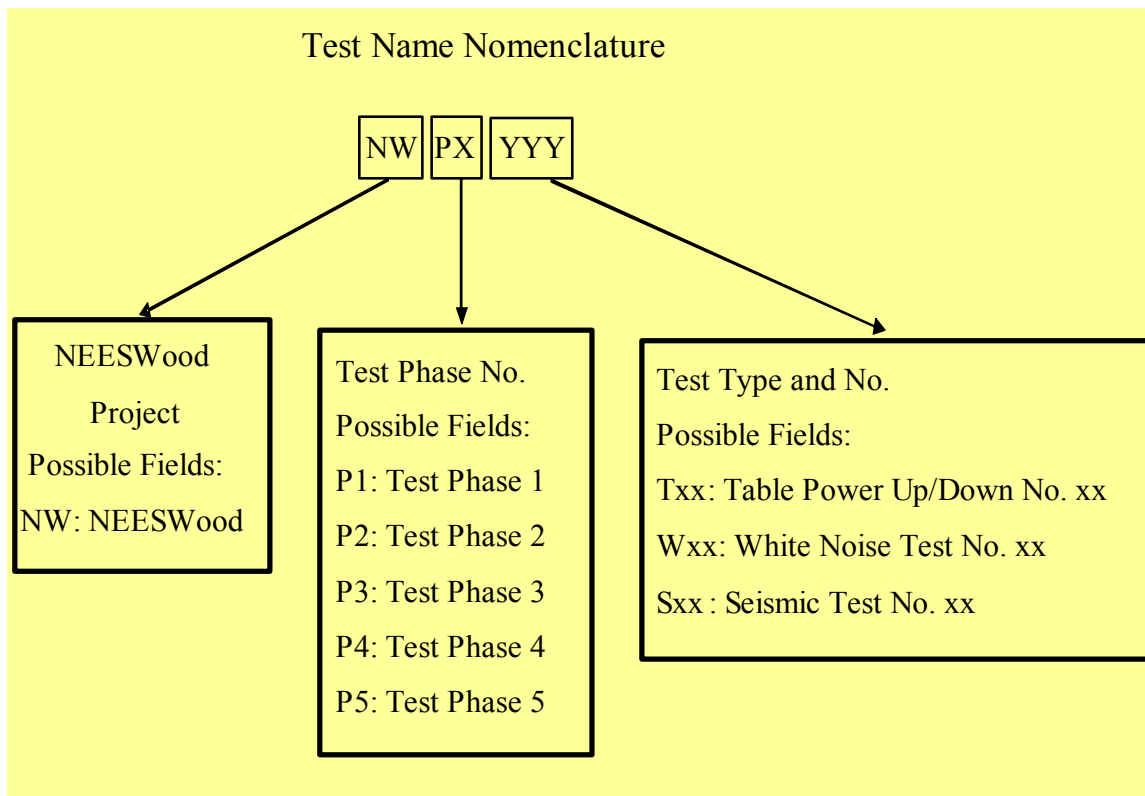 Test Name Nomenclature
NW PX YYY
NEESWood
Project
Possible Fields:
NW: NEESWood
Test Phase No.
Possible Fields:
P1: Test Phase 1
P2: Test Phase 2
P3: Test Phase 3
P4: Test Phase 4
P5: Test Phase 5
Test Type and No.
Possible Fields:
Txx: Table Power Up/Down No. xx
Wxx: White Noise Test No. xx
Sxx : Seismic Test No. xx